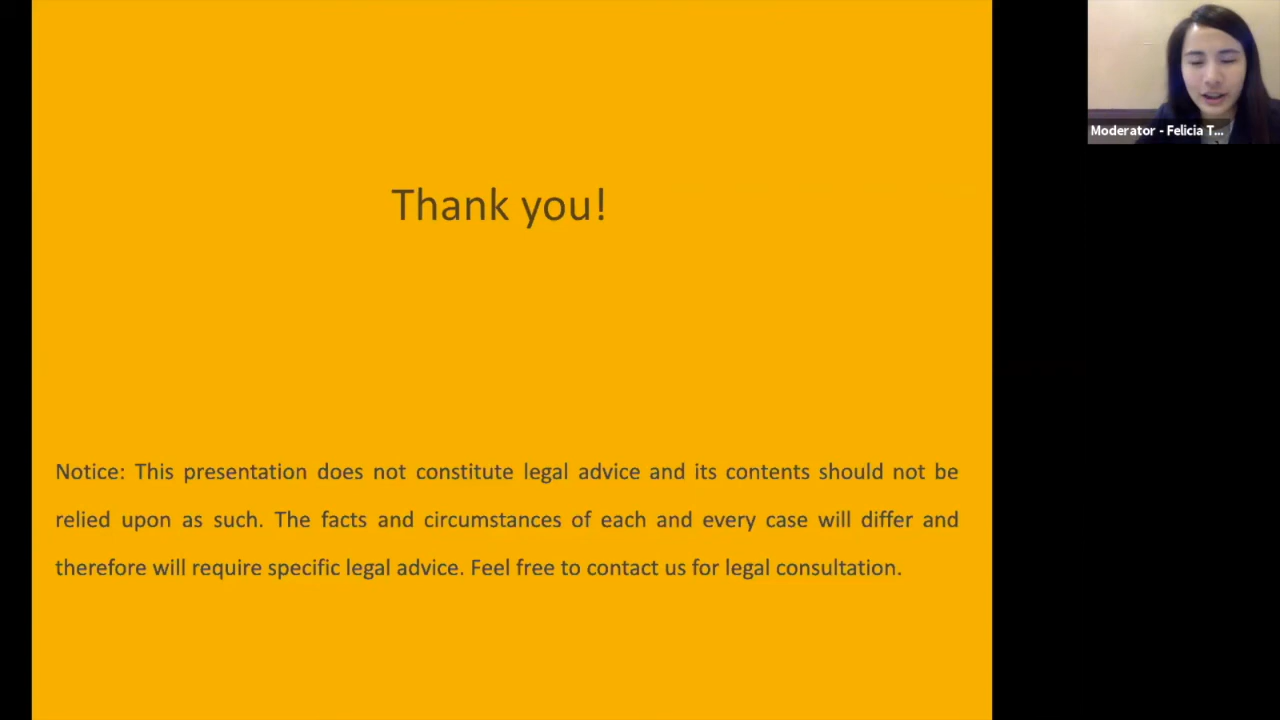 Thank you!
Notice: This presentation does not constitute legal advice and its contents should not be
relied upon as such. The facts and circumstances of each and every case will differ and
therefore will require specific legal advice. Feel free to contact us for legal consultation.
Moderator - Felicia T...